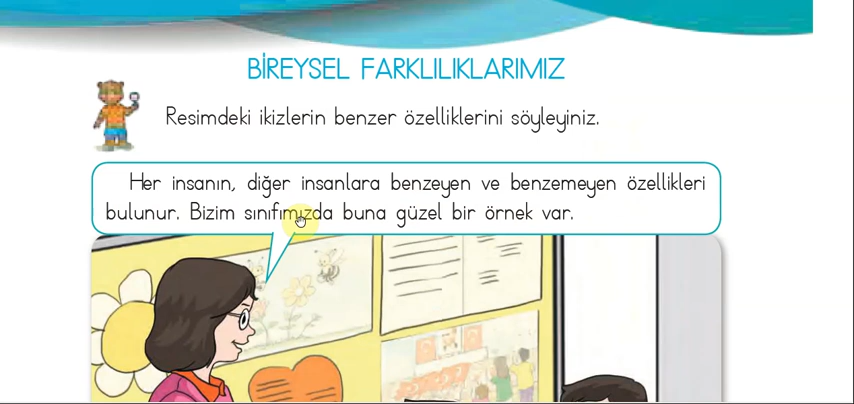 BİREYSEL FARKLILIKLARIMIZ
Resimdeki ikizlerin benzer özelliklerini söyleyiniz.
Her insanın, diğer insanlara benzeyen ve benzemeyen özellikleri
bulunur. Bizim sınıfımızda buna güzel bir örnek var.